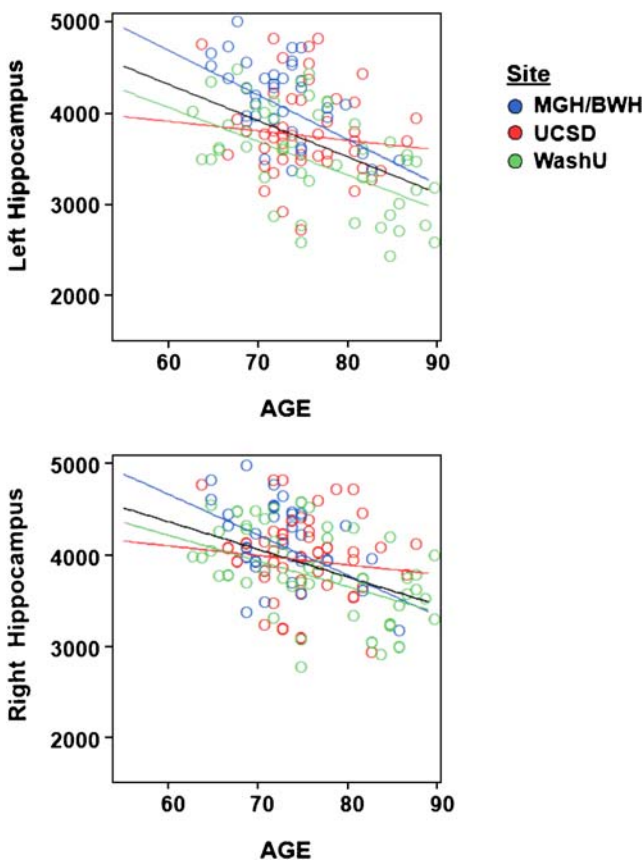 5000
4000
3000
2000
Left Hippocampus
60 70 80 90
AGE
Site
MGH/BWH
UCSD
WashU
5000
4000
3000
2000
Right Hippocampus
60 70 80 90
AGE